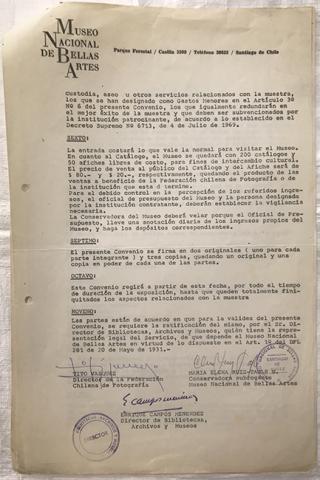 MUSEO
NACIONAL
DE BELLAS
ARTES
Parque Forestal / Casilla 3209 / Teléfono 30655 / Santiago de Chile
Custodia, aseo u otros servicios relacionados con la muestra,
los que se han designado como Gastos Menores en el Artículo 3º
Nº 6 del presente Convenio, los que igualmente redundarán en
el mejor éxito de la muestra y que deben ser subvencionados por
la institución patrocinante, de acuerdo a lo establecido en el
Decreto Supremo Nº 6713, de 4 de Julio de 1969.
SEXTO:
La entrada costará lo que vale la normal para visitar el Museo.
En cuanto al Catálogo, el Museo se quedará con 200 catálogos y
50 afiches libres de costo, para fines de intercambio cultural.
El precio de venta al público del Catálogo y del Afiche será de
$ 80.- y $ 20.-, respectivamente, quedando el producto de las
ventas a beneficio de la Federación chilena de Fotografía o de
la institución que esta determine.
Para el debido control en la percepción de los referidos ingre-
sos, el oficial de presupuesto del Museo y la persona designada
por la institución contratante, deberán establecer la vigilancia
necesaria.
La Conservadora del Museo deberá velar porque el Oficial de Pre-
supuesto, lleve una anotación diaria de los ingresos propios del
Museo, y haga los depósitos correspondientes.
SEPTIMO:
El presente Convenio se firma en dos originales ( uno para cada
parte integrante ) y tres copias, quedando un original y una
copia en poder de cada una de las partes.
OCTAVO:
Este Convenio regirá a partir de esta fecha, por todo el tiempo
de duración de la exposición, hasta que queden totalmente fini-
quitados los aspectos relacionados con la muestra
NOVENO:
Las partes están de acuerdo en que para la validez del presente
Convenio, se requiere la ratificación del mismo, por el Sr. Di-
rector de Bibliotecas, Archivos y Museos, quién tiene la repre-
sentación legal del Servicio, de que depende el Museo Nacional
de Bellas Artes en virtud de lo dispuesto en el Art. 1º del DFL
281 de 20 de Mayo de 1931.-
TITO VASQUEZ
Director de la Federación
Chilena de Fotografía
MARIA ELENA RUIZ-TAGLE M.
Conservadora subrogante
Museo Nacional de Bellas Artes
E Campos Menendez
ENRIQUE CAMPOS MENENDEZ
Director de Bibliotecas,
Archivos y Museos
DIRECTOR